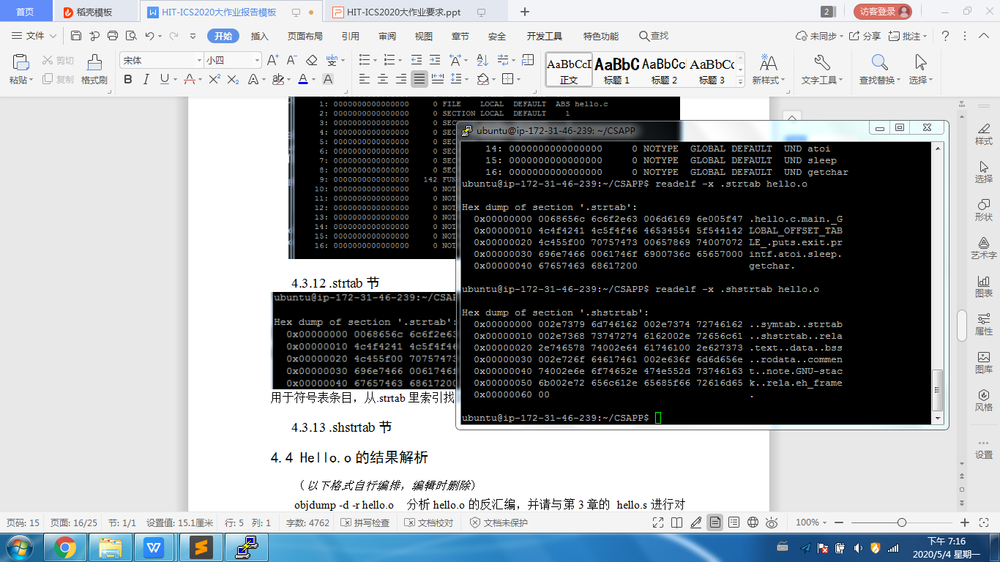 首页 稻壳模板 HIT-ICS2020大作业报告模板 HIT-ICS2020大作业要求.ppt 2 访客登录
文件 开始 插入 页面布局 引用 审阅 视图 章节 安全 开发工具 特色功能 查找 未同步 分享 批注
粘贴 剪切 复制 格式刷 宋体 小四 AaBbCcD 正文 AaBbC 标题 1 AaBbCc 标题 2 AaBbCc 标题 3 新样式 文字工具 查找替换 选择
1: 0000000000000000 0 FILE LOCAL DEFAULT ABS hello.c
2: 0000000000000000 0 SECTION LOCAL DEFAULT 1
3: 0000000000000000 0 SEC
4: 0000000000000000 0 SEC
5: 0000000000000000 0 SEC
6: 0000000000000000 0 SEC
7: 0000000000000000 0 SEC
8: 0000000000000000 0 SEC
9: 0000000000000000 142 FUN
10: 0000000000000000 0 NOT
11: 0000000000000000 0 NOT
12: 0000000000000000 0 NOT
13: 0000000000000000 0 NOT
14: 0000000000000000 0 NOT
15: 0000000000000000 0 NOT
16: 0000000000000000 0 NOT
4.3.12 .strtab 节
ubuntu@ip-172-31-46-239:~/CSAP
Hex dump of section '.strtab':
0x00000000 0068656c 6c6f2e63
0x00000010 4c4f4241 4c5f4f46
0x00000020 4c455f00 70757473
0x00000030 696e7466 0061746f
0x00000040 67657463 68617200
用于符号表条目，从.strtab 里索引找
4.3.13 .shstrtab 节
4.4 Hello.o 的结果解析
（以下格式自行编排，编辑时删除）
objdump -d -r hello.o 分析 hello.o 的反汇编，并请与第 3 章的 hello.s 进行对
ubuntu@ip-172-31-46-239: ~/CSAPP
14: 0000000000000000 0 NOTYPE GLOBAL DEFAULT UND atoi
15: 0000000000000000 0 NOTYPE GLOBAL DEFAULT UND sleep
16: 0000000000000000 0 NOTYPE GLOBAL DEFAULT UND getchar
ubuntu@ip-172-31-46-239:~/CSAPP$ readelf -x .strtab hello.o
Hex dump of section '.strtab':
0x00000000 0068656c 6c6f2e63 006d6169 6e005f47 .hello.c.main._G
0x00000010 4c4f4241 4c5f4f46 46534554 5f544142 LOBAL_OFFSET_TAB
0x00000020 4c455f00 70757473 00657869 74007072 LE_.puts.exit.pr
0x00000030 696e7466 0061746f 6900736c 65657000 intf.atoi.sleep.
0x00000040 67657463 68617200 getchar.
ubuntu@ip-172-31-46-239:~/CSAPP$ readelf -x .shstrtab hello.o
Hex dump of section '.shstrtab':
0x00000000 002e7379 6d746162 002e7374 72746162 ..symtab..strtab
0x00000010 002e7368 73747274 6162002e 72656c61 ..shstrtab..rela
0x00000020 2e746578 74002e64 61746100 2e627373 .text..data..bss
0x00000030 002e726f 64617461 002e636f 6d6d656e ..rodata..commen
0x00000040 74002e6e 6f74652e 474e552d 73746163 t..note.GNU-stac
0x00000050 6b002e72 656c612e 65685f66 72616d65 k..rela.eh_frame
0x00000060 00 .
ubuntu@ip-172-31-46-239:~/CSAPP$
样式
选择
形状
艺术字
图表
属性
图库
风格
设置
页码: 15 页面: 16/25 节: 1/1 设置值: 15.1厘米 行: 5 列: 1 字数: 4762 拼写检查 文档校对 文档未保护 100%
下午 7:16
2020/5/4 星期一